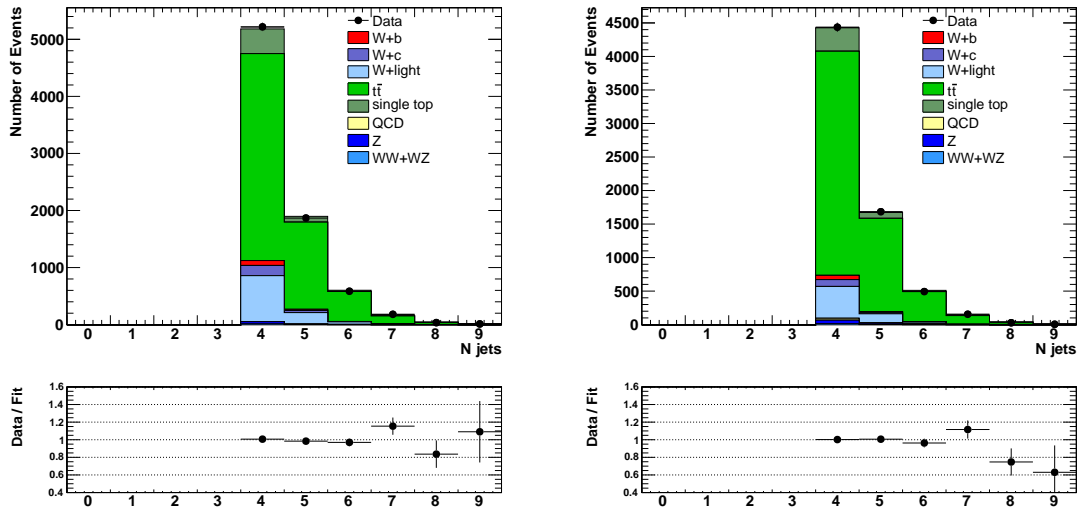 Number of Events
5000
4000
3000
2000
1000
0
Data
W+b
W+c
W+light
tt̄
single top
QCD
Z
WW+WZ
0 1 2 3 4 5 6 7 8 9
N jets
Data / Fit
1.6
1.4
1.2
1
0.8
0.6
0.4
0 1 2 3 4 5 6 7 8 9
Number of Events
4500
4000
3500
3000
2500
2000
1500
1000
500
0
Data
W+b
W+c
W+light
tt̄
single top
QCD
Z
WW+WZ
0 1 2 3 4 5 6 7 8 9
N jets
Data / Fit
1.6
1.4
1.2
1
0.8
0.6
0.4
0 1 2 3 4 5 6 7 8 9